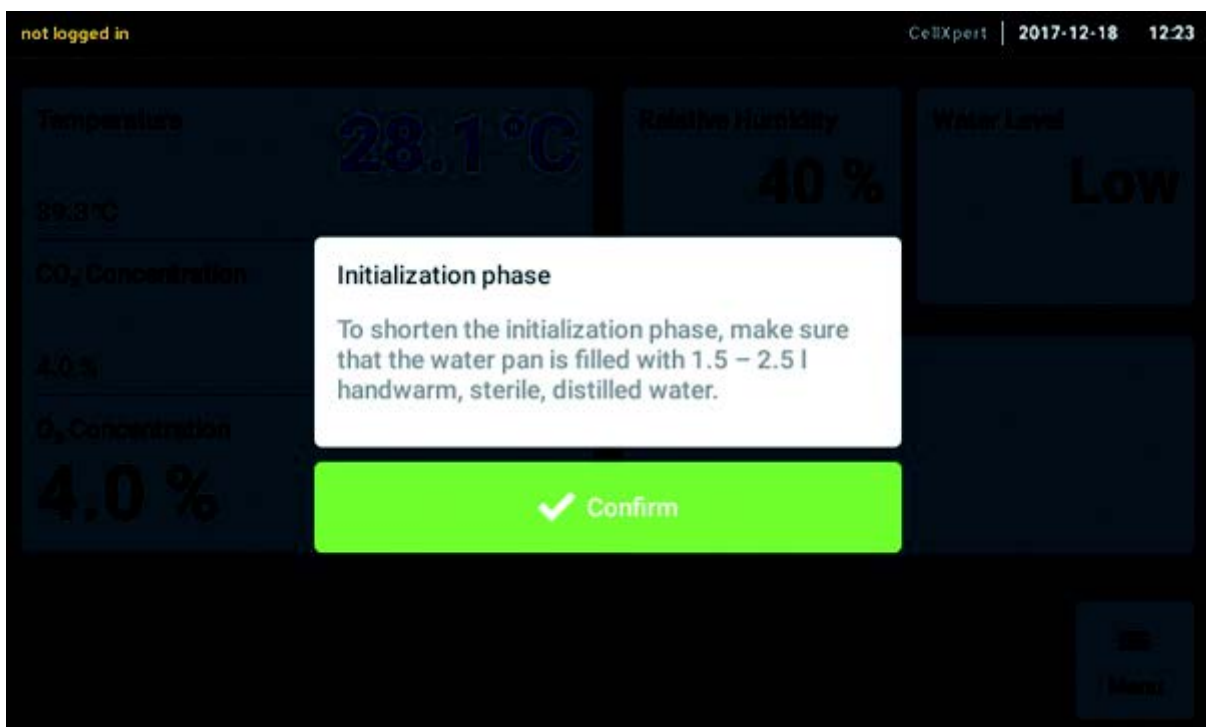 not logged in
CellXpert | 2017-12-18 12:23
Temperature
28.1 °C
39.3 °C
Relative Humidity
40 %
Water Level
Low
CO₂ Concentration
4.0 %
O₂ Concentration
4.0 %
Initialization phase
To shorten the initialization phase, make sure
that the water pan is filled with 1.5 – 2.5 l
handwarm, sterile, distilled water.
Confirm
Menu